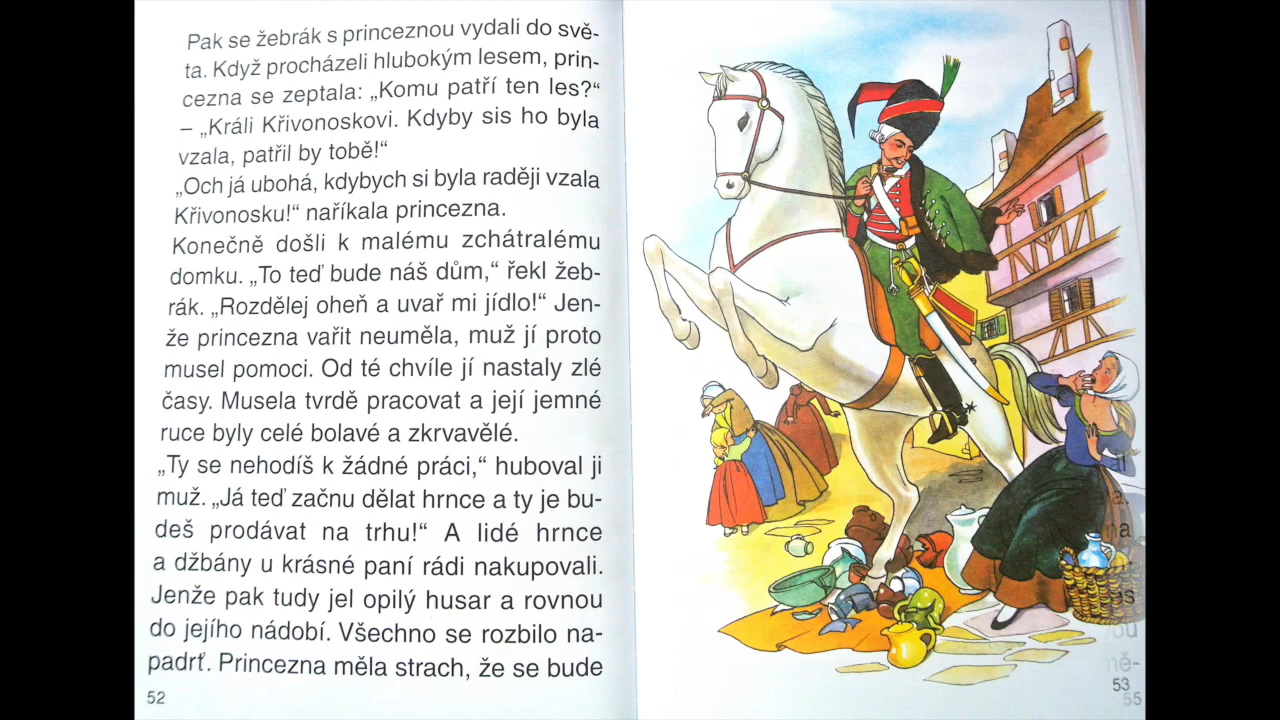 Pak se žebrák s princeznou vydali do svě-
ta. Když procházeli hlubokým lesem, prin-
cezna se zeptala: „Komu patří ten les?“
– „Králi Křivonoskovi. Kdyby sis ho byla
vzala, patřil by tobě!“
„Och já ubohá, kdybych si byla raději vzala
Křivonosku!“ naříkala princezna.
Konečně došli k malému zchátralému
domku. „To teď bude náš dům,“ řekl žeb-
rák. „Rozdělej oheň a uvař mi jídlo!“ Jen-
že princezna vařit neuměla, muž jí proto
musel pomoci. Od té chvíle jí nastaly zlé
časy. Musela tvrdě pracovat a její jemné
ruce byly celé bolavé a zkrvavělé.
„Ty se nehodíš k žádné práci,“ huboval ji
muž. „Já teď začnu dělat hrnce a ty je bu-
deš prodávat na trhu!“ A lidé hrnce
a džbány u krásné paní rádi nakupovali.
Jenže pak tudy jel opilý husar a rovnou
do jejího nádobí. Všechno se rozbilo na-
padrť. Princezna měla strach, že se bude
52
53
55